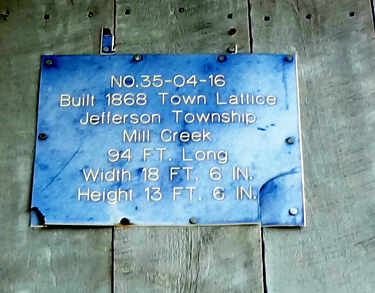 NO.35-04-16
Built 1868 Town Lattice
Jefferson Township
Mill Creek
94 FT. Long
Width 18 FT. 6 IN.
Height 13 FT. 6 IN.